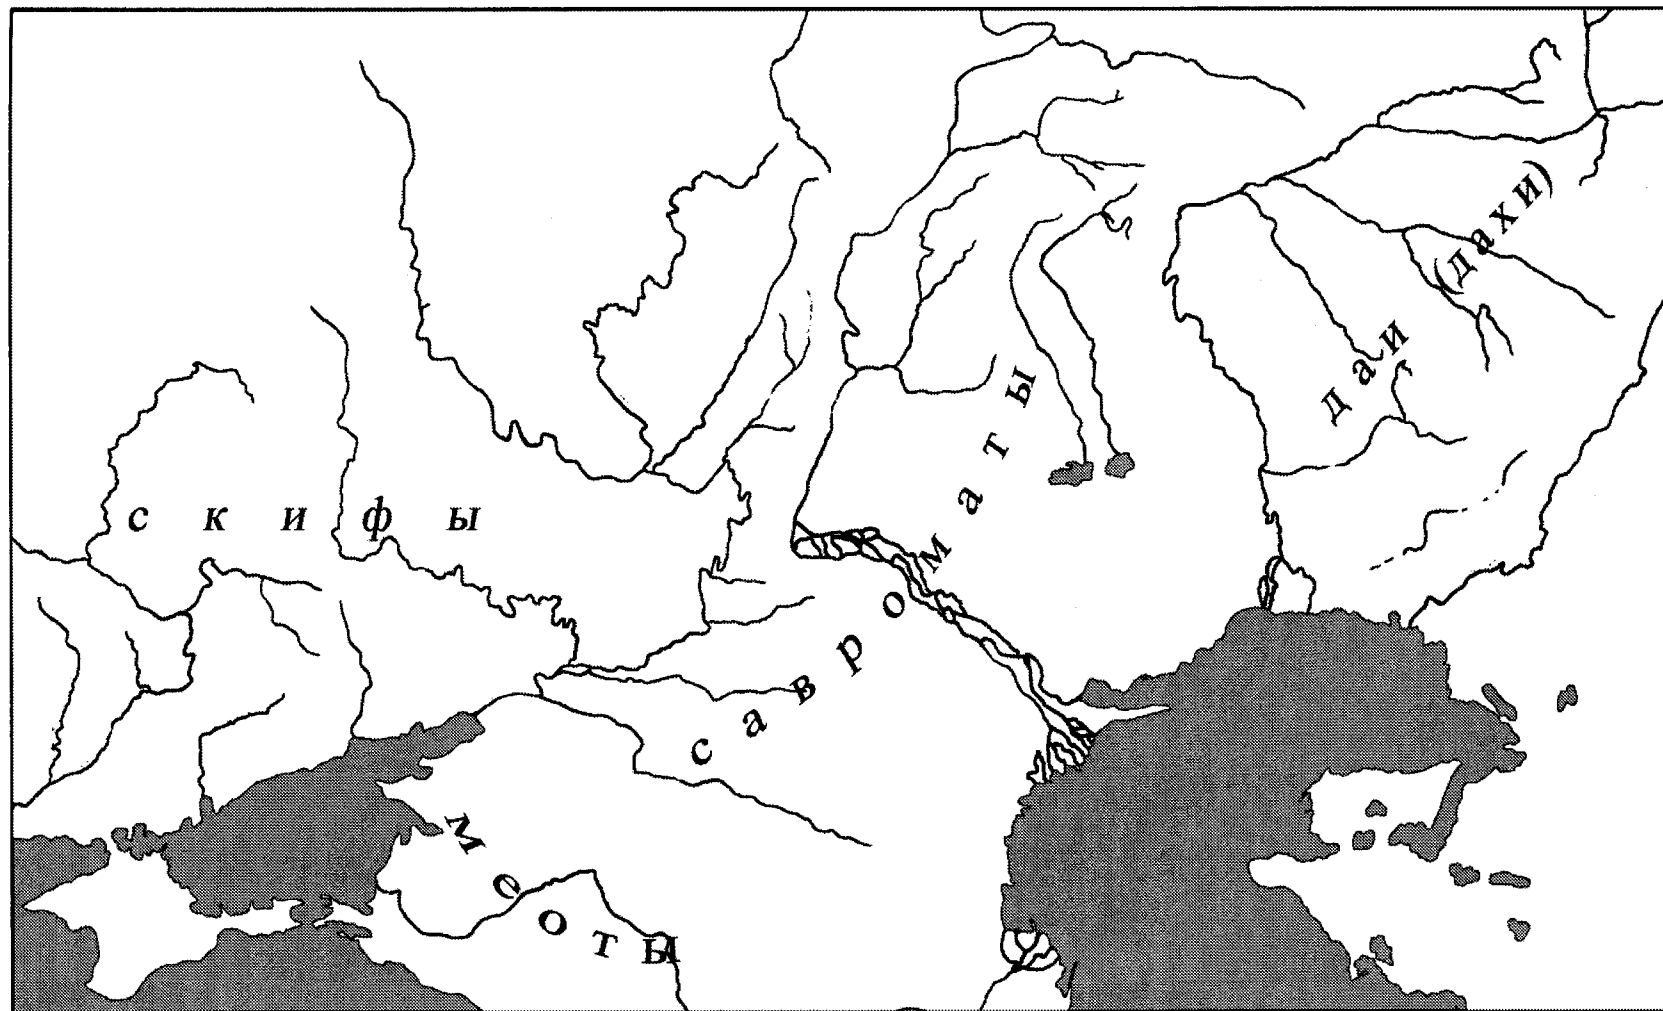 скифы
савроматы
даи (дахи)
меоты